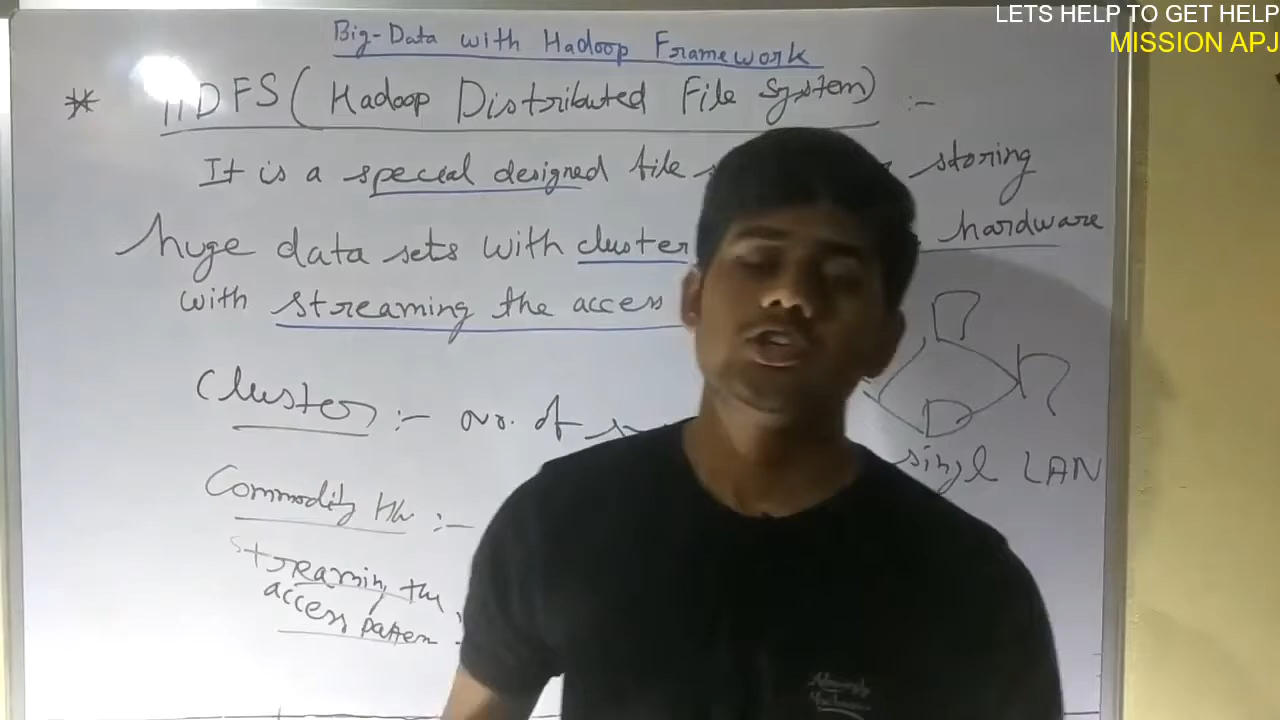 LETS HELP TO GET HELP
MISSION APJ
Big-Data with Hadoop Framework
* HDFS ( Hadoop Distributed File System) :-
It is a special designed file storing
huge data sets with cluster hardware
with streaming the access
Cluster :- no. of
single LAN
Commodity HW :-
Streaming the
access pattern :